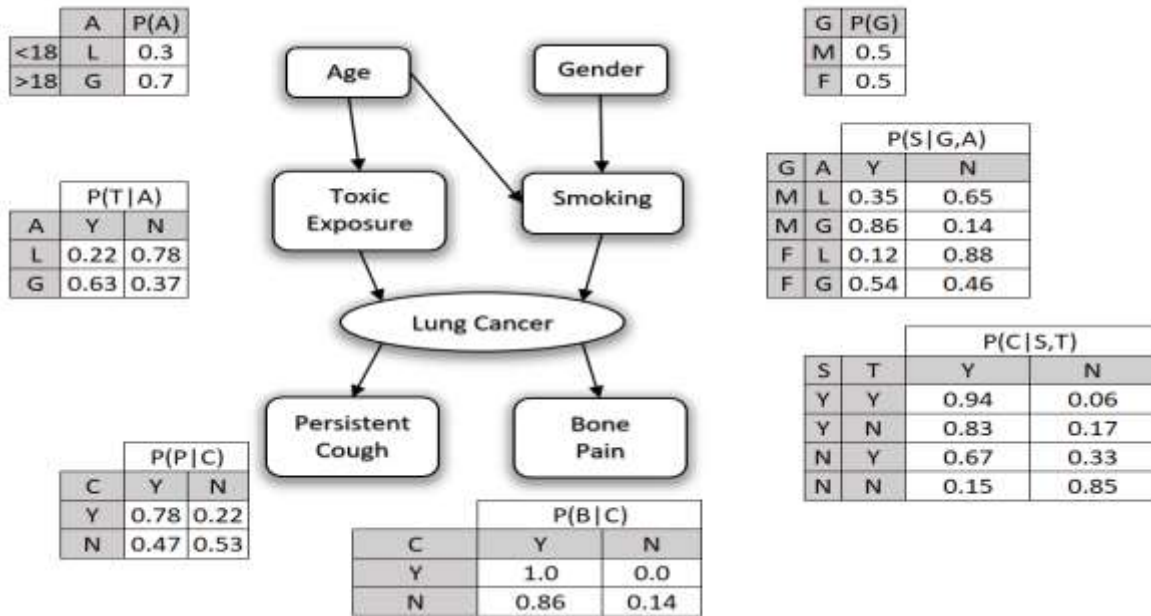 A P(A)
<18 L 0.3
>18 G 0.7
Age
Gender
G P(G)
M 0.5
F 0.5
P(T|A)
A Y N
L 0.22 0.78
G 0.63 0.37
Toxic
Exposure
Smoking
P(S|G,A)
G A Y N
M L 0.35 0.65
M G 0.86 0.14
F L 0.12 0.88
F G 0.54 0.46
Lung Cancer
P(C|S,T)
S T Y N
Y Y 0.94 0.06
Y N 0.83 0.17
N Y 0.67 0.33
N N 0.15 0.85
Persistent
Cough
Bone
Pain
P(P|C)
C Y N
Y 0.78 0.22
N 0.47 0.53
P(B|C)
C Y N
Y 1.0 0.0
N 0.86 0.14